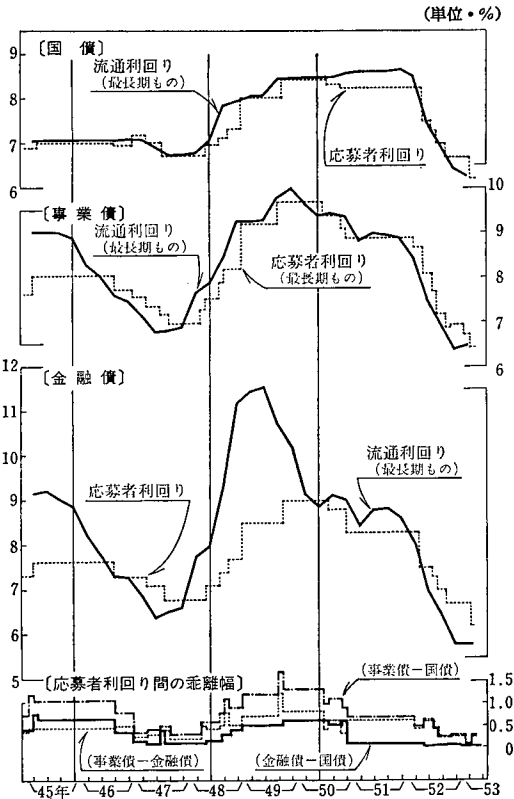 (単位・%)
〔国債〕
9
8
7
6
流通利回り
(最長期もの)
応募者利回り
〔事業債〕
10
9
8
7
6
流通利回り
(最長期もの)
応募者利回り
(最長期もの)
〔金融債〕
12
11
10
9
8
7
6
5
応募者利回り
流通利回り
(最長期もの)
〔応募者利回り間の乖離幅〕
(事業債－国債)
1.5
1.0
0.5
0
(事業債－金融債)
(金融債－国債)
45年 46 47 48 49 50 51 52 53